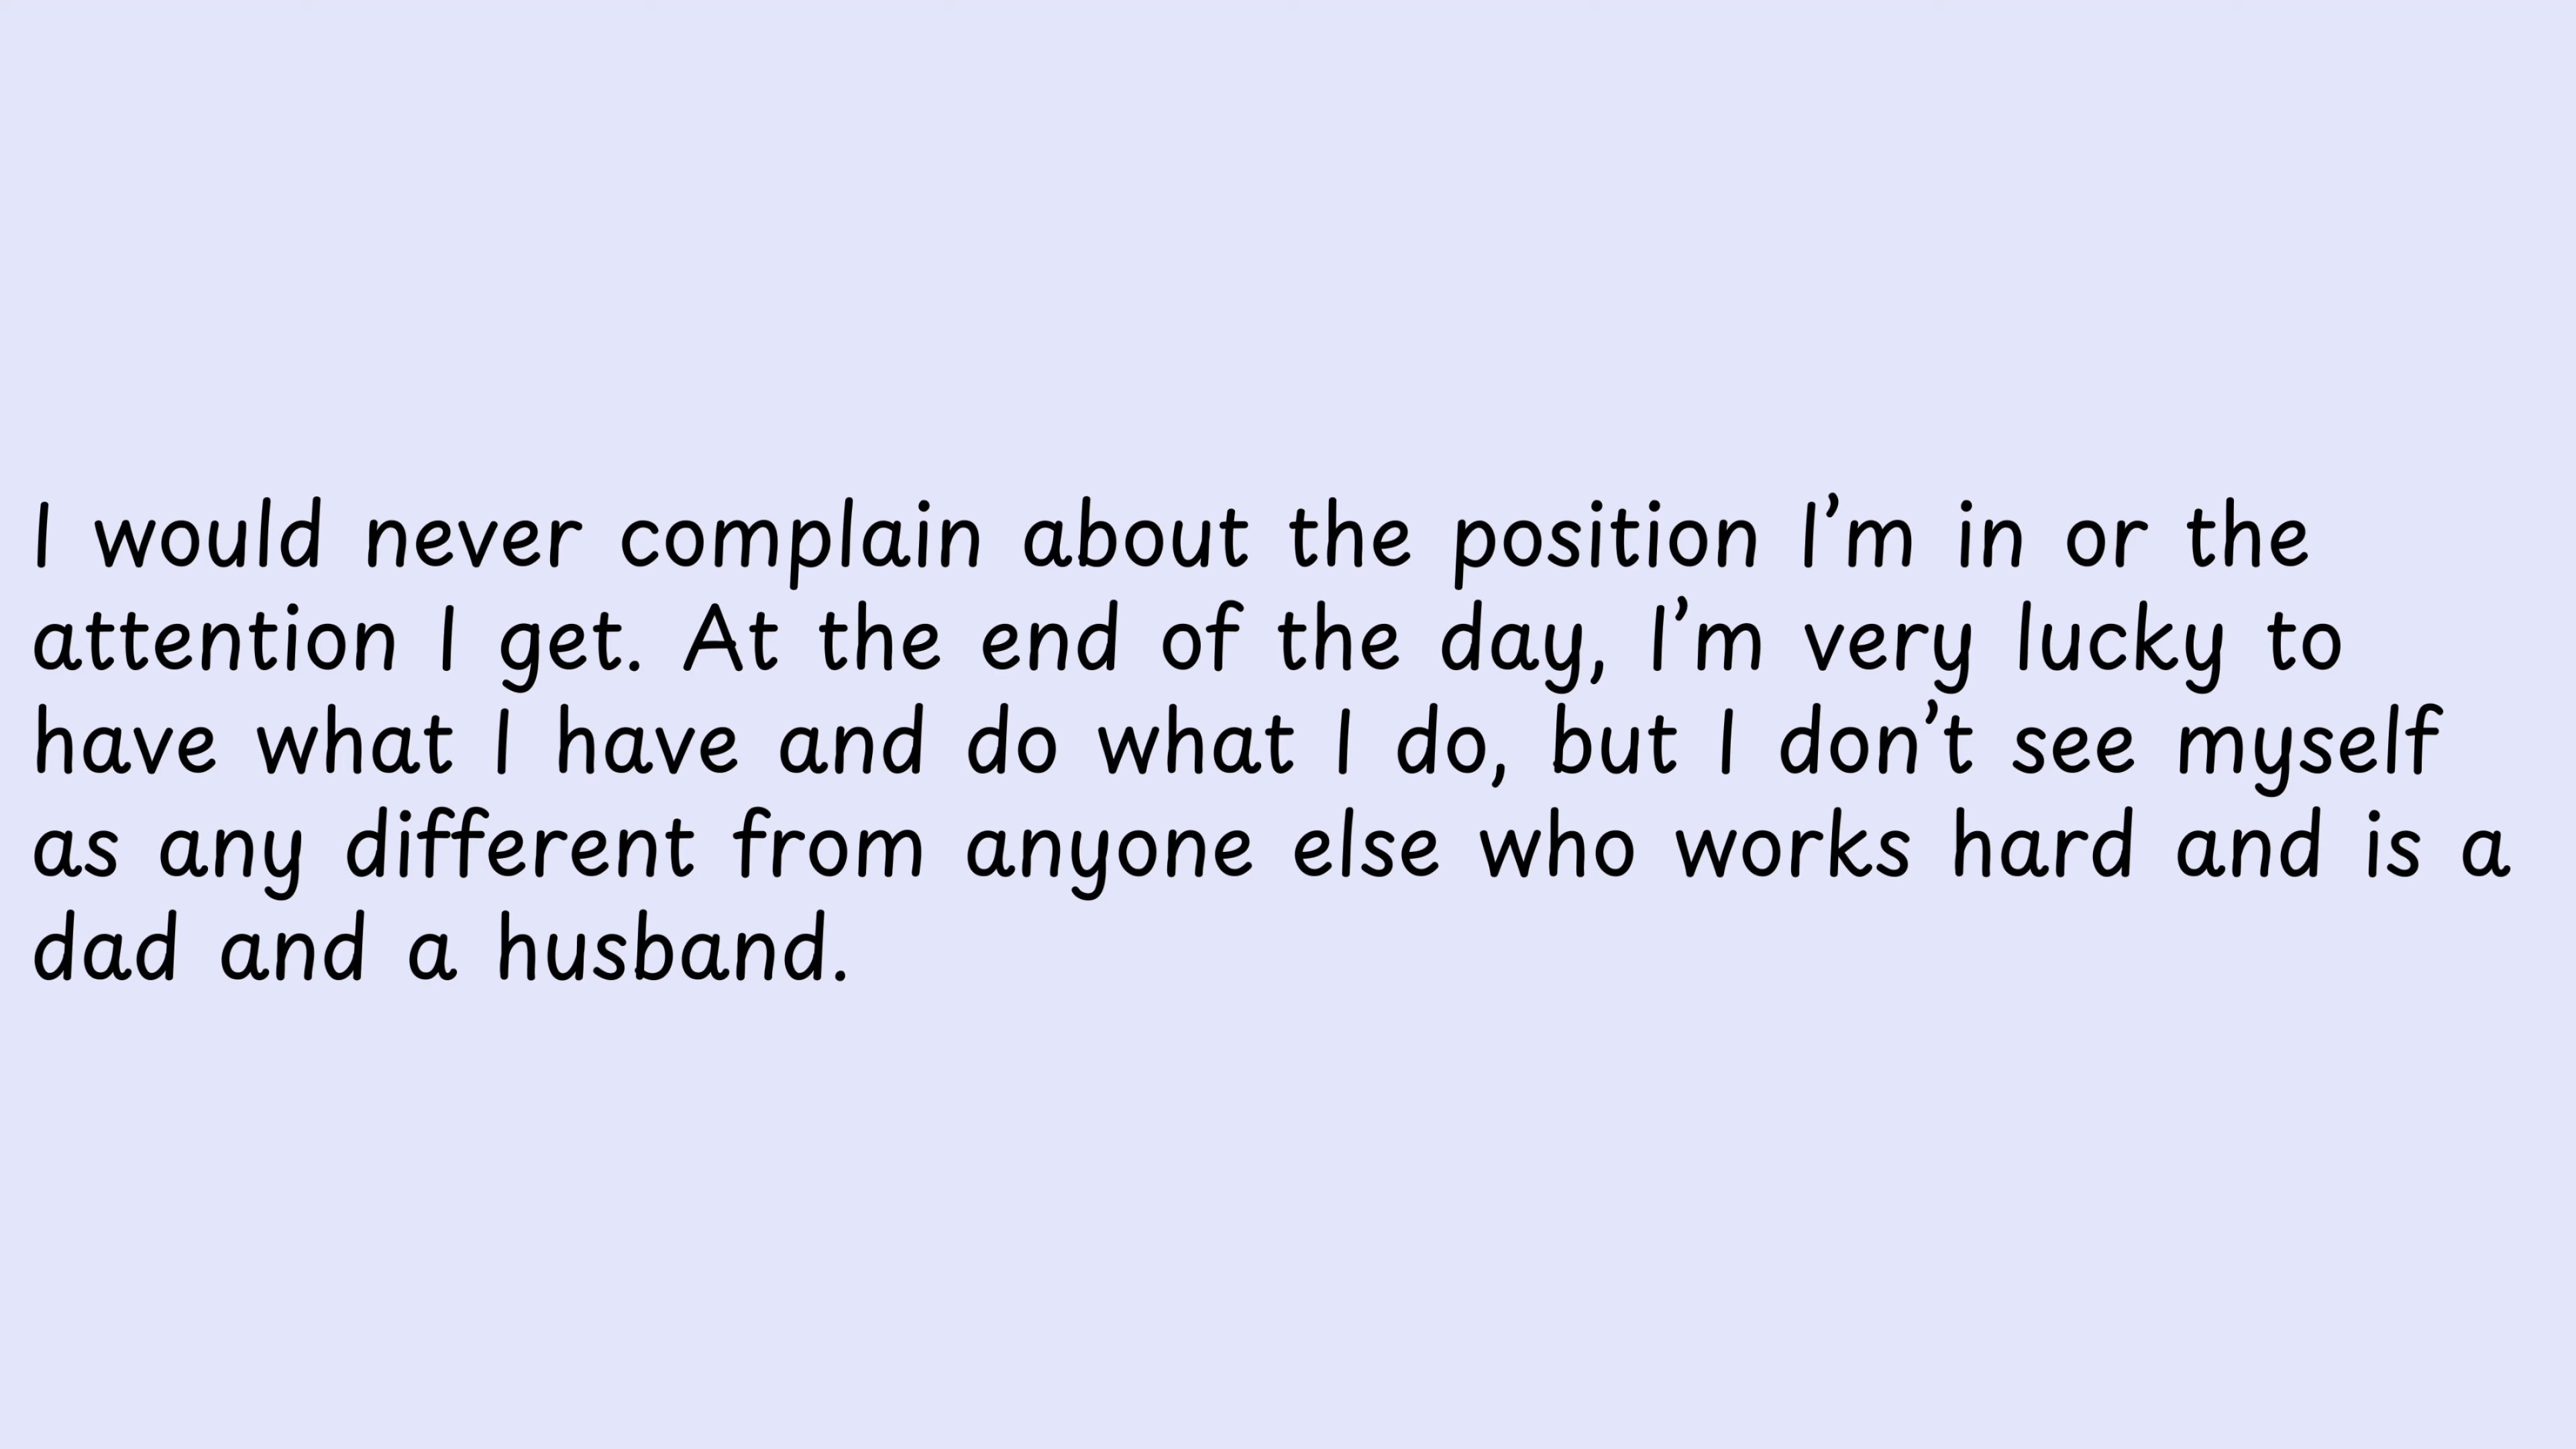 I would never complain about the position I’m in or the
attention I get. At the end of the day, I’m very lucky to
have what I have and do what I do, but I don’t see myself
as any different from anyone else who works hard and is a
dad and a husband.